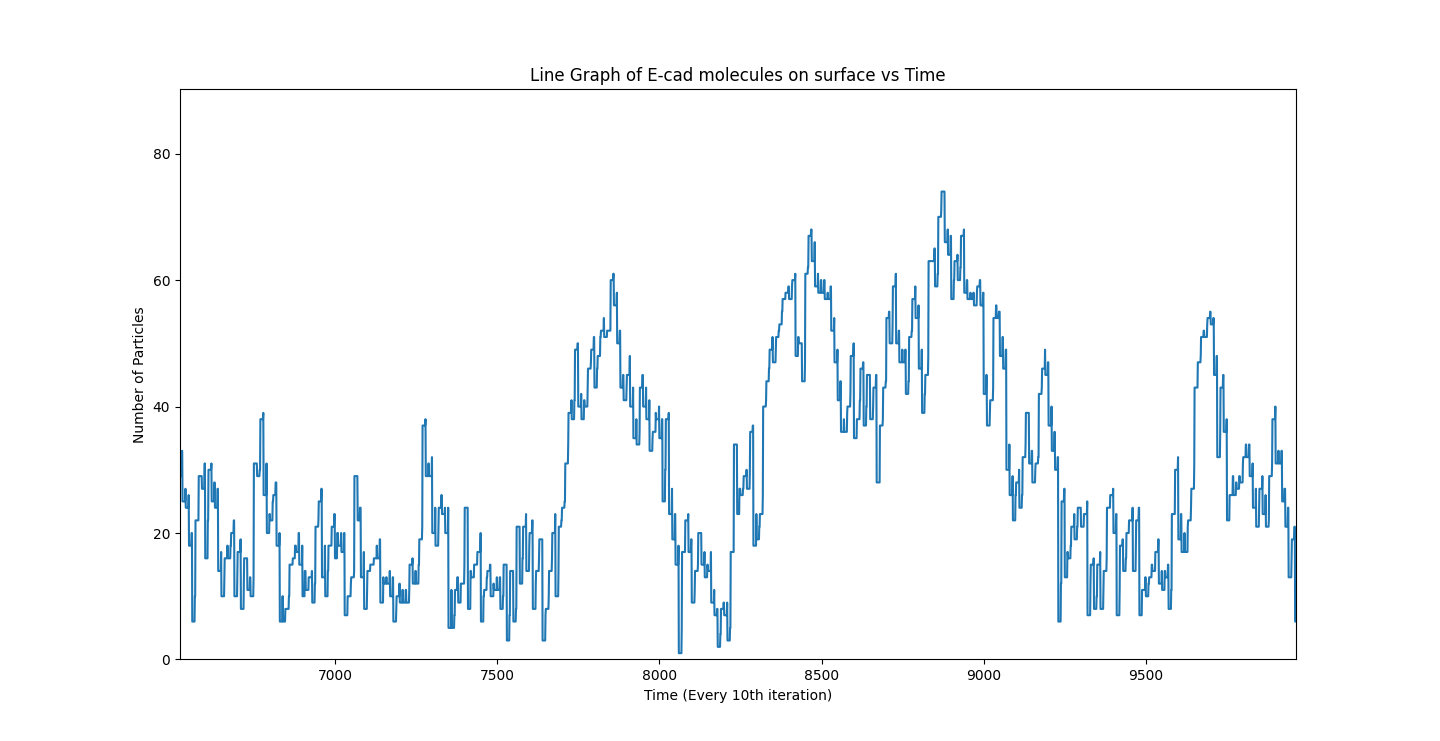 Line Graph of E-cad molecules on surface vs Time
80
60
40
20
0
Number of Particles
7000 7500 8000 8500 9000 9500
Time (Every 10th iteration)